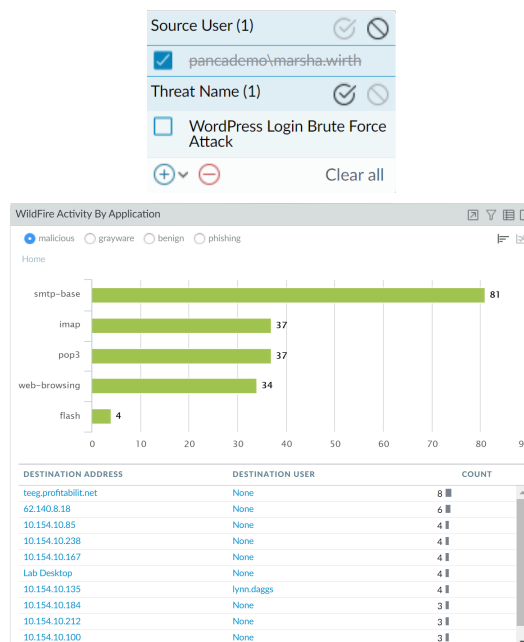 Source User (1)
pancademo\marsha.wirth
Threat Name (1)
WordPress Login Brute Force
Attack
Clear all
WildFire Activity By Application
malicious grayware benign phishing
Home
smtp-base 81
imap 37
pop3 37
web-browsing 34
flash 4
0 10 20 30 40 50 60 70 80
DESTINATION ADDRESS DESTINATION USER COUNT
teeg.profitabilit.net None 8
62.140.8.18 None 6
10.154.10.85 None 4
10.154.10.238 None 4
10.154.10.167 None 4
Lab Desktop None 4
10.154.10.135 lynn.daggs 4
10.154.10.184 None 3
10.154.10.212 None 3
10.154.10.100 None 3